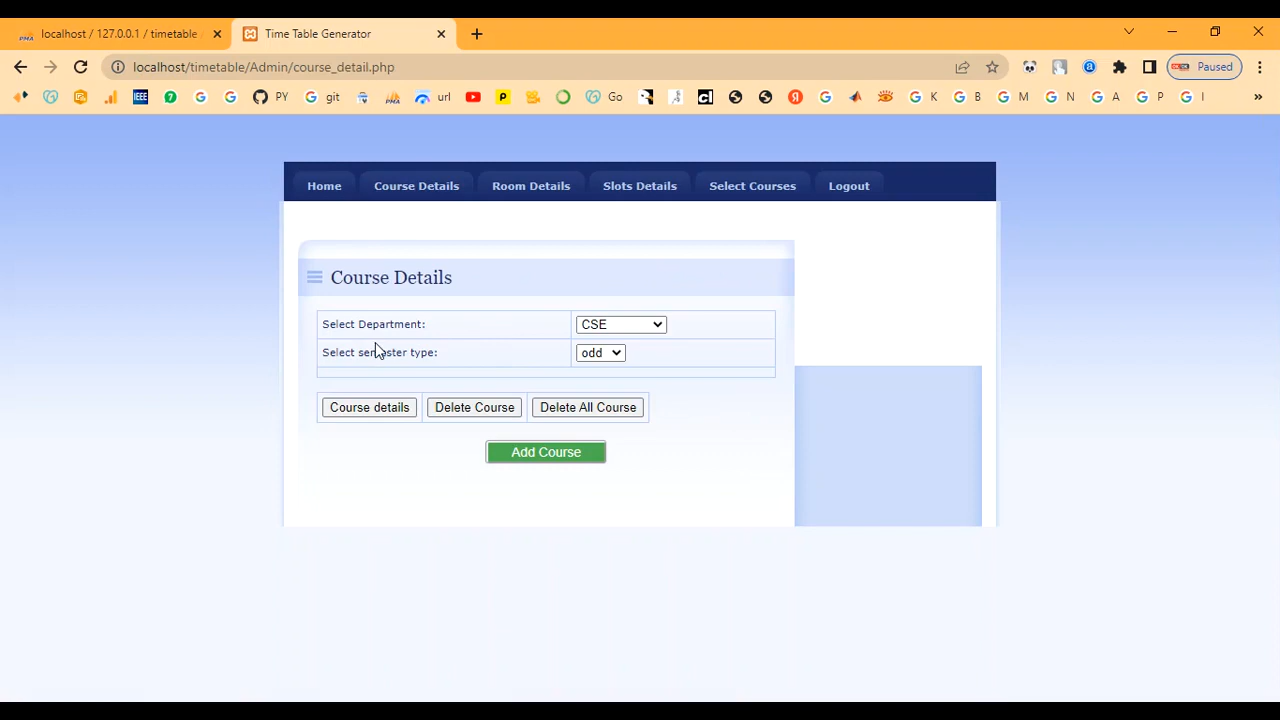 localhost / 127.0.0.1 / timetable
Time Table Generator
localhost/timetable/Admin/course_detail.php
Paused
IEEE
PY
git
url
Go
K
B
M
N
A
P
I
Home
Course Details
Room Details
Slots Details
Select Courses
Logout
Course Details
Select Department:
CSE
Select semester type:
odd
Course details
Delete Course
Delete All Course
Add Course